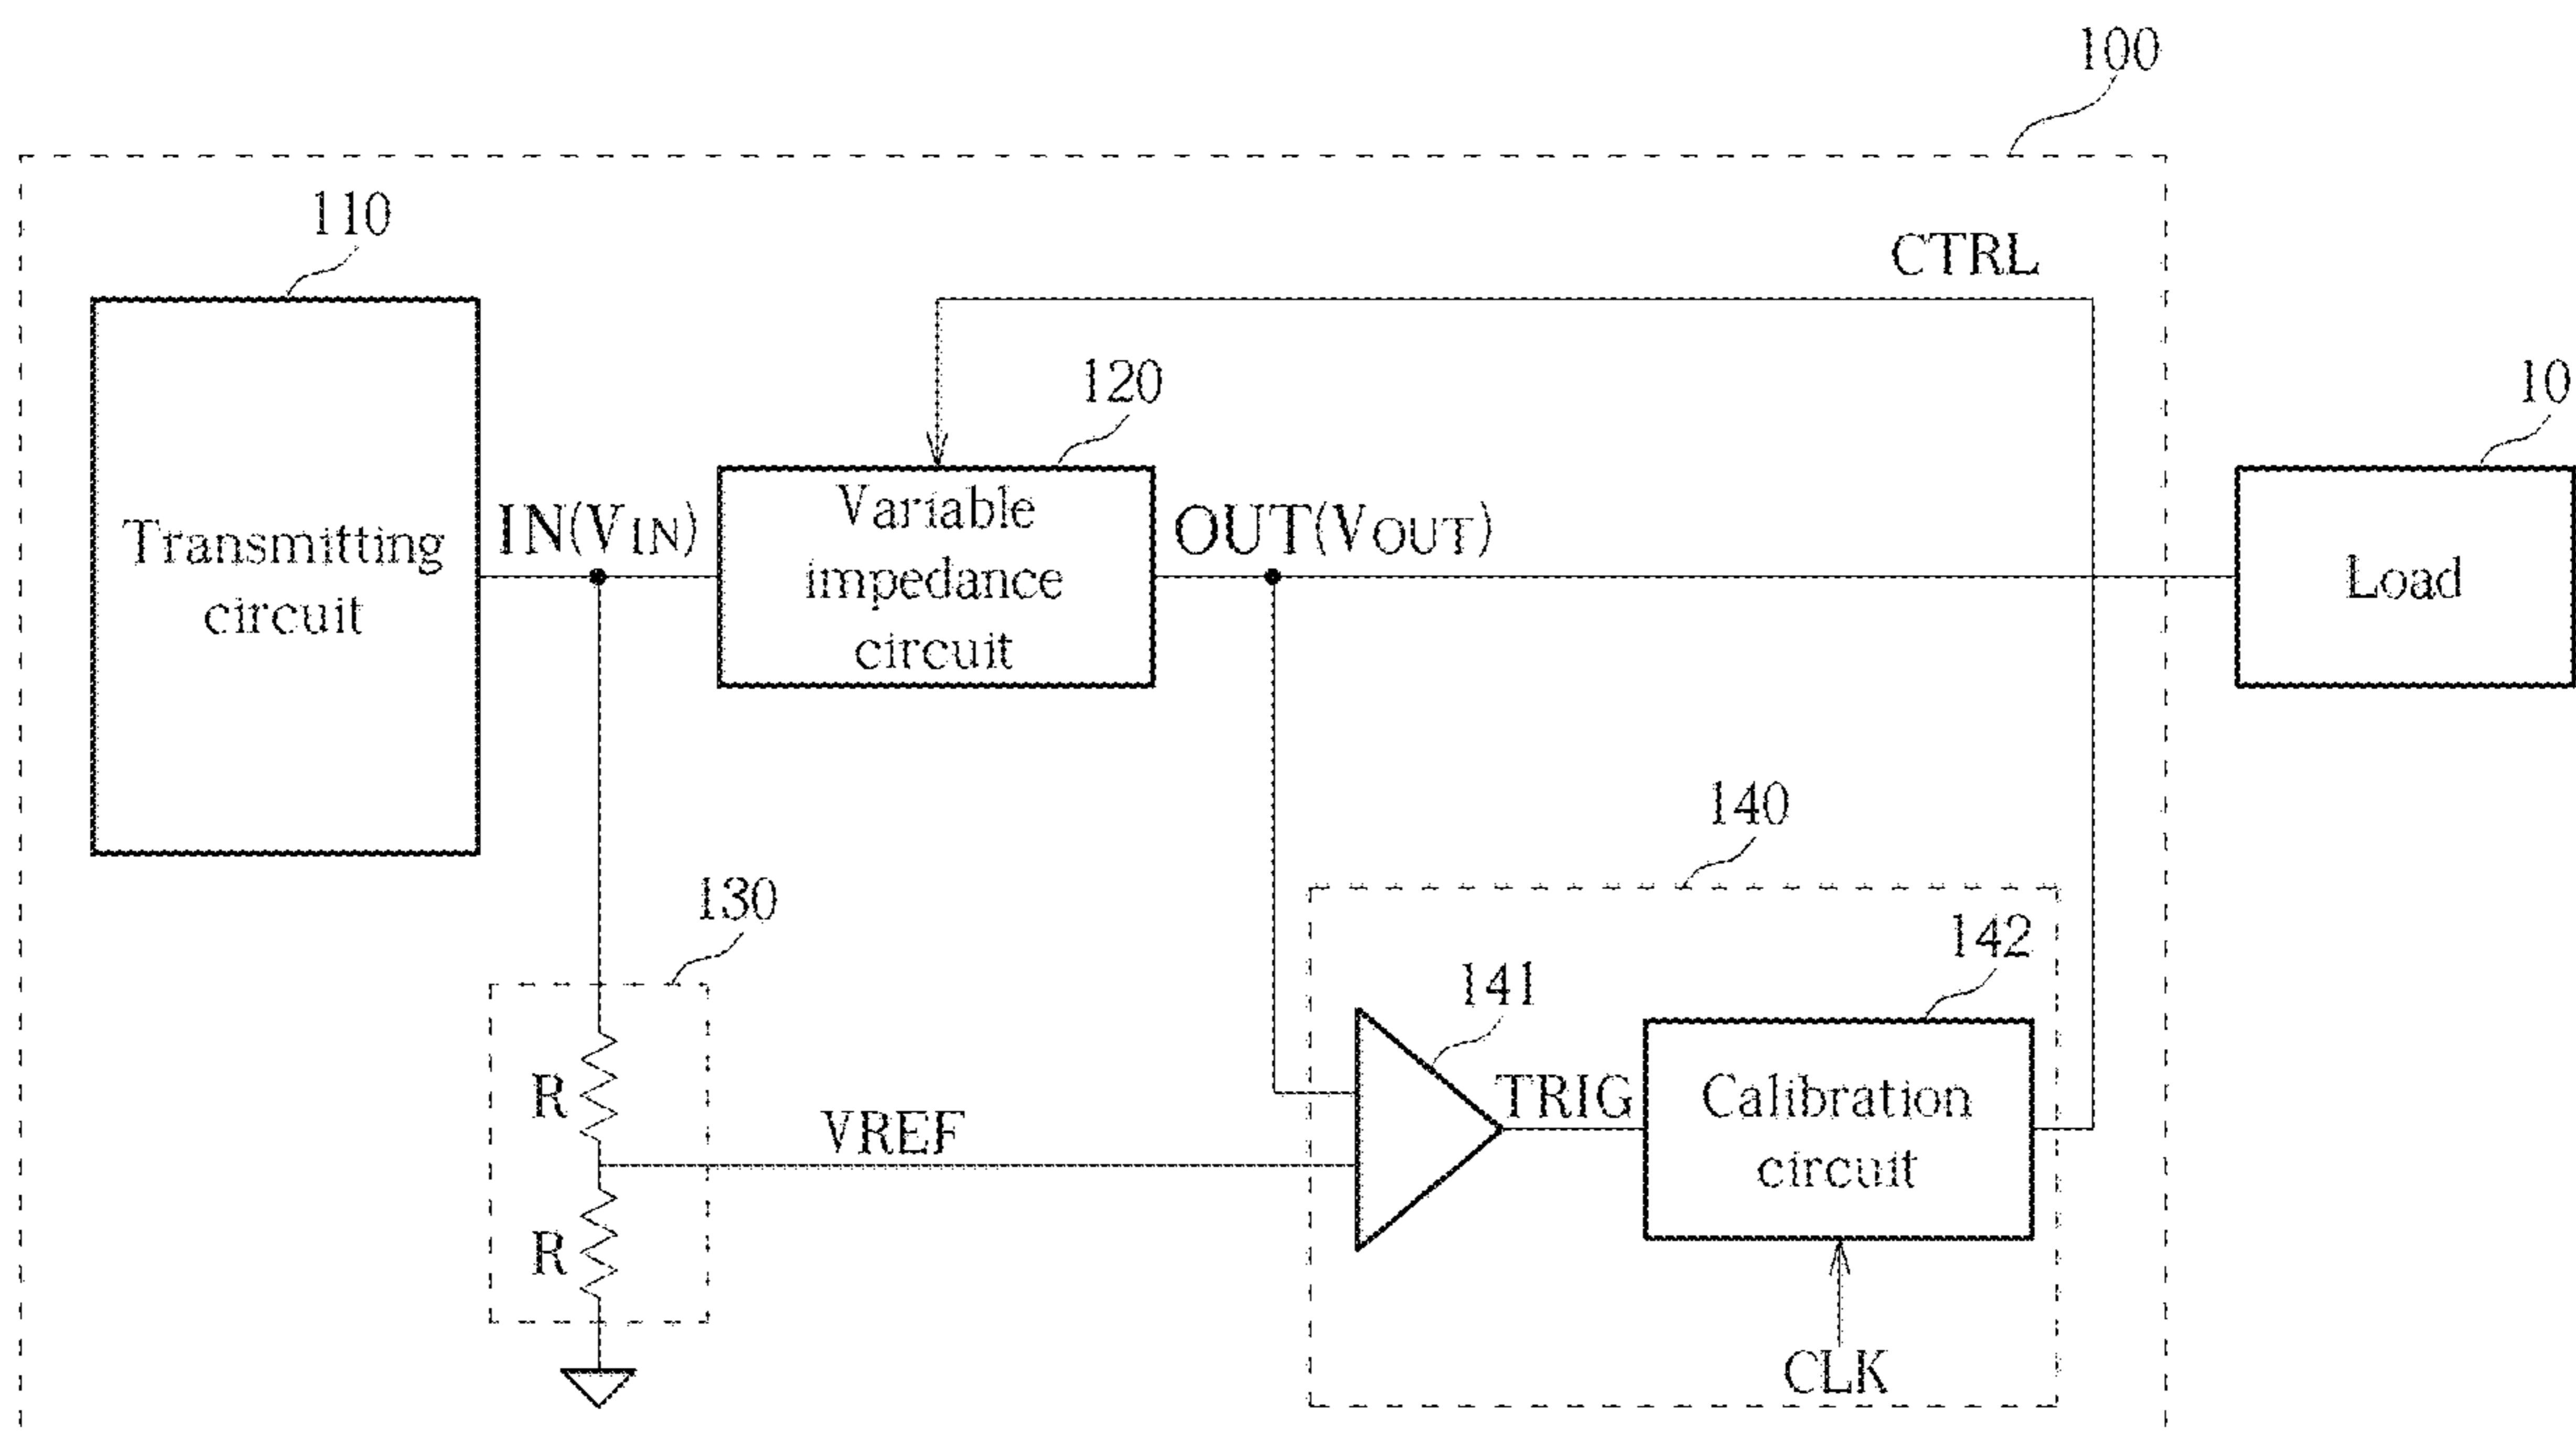 100
110
CTRL
120
10
Transmitting
circuit
IN(VIN)
Variable
impedance
circuit
OUT(VOUT)
Load
140
130
142
141
R
VREF
TRIG
Calibration
circuit
R
CLK